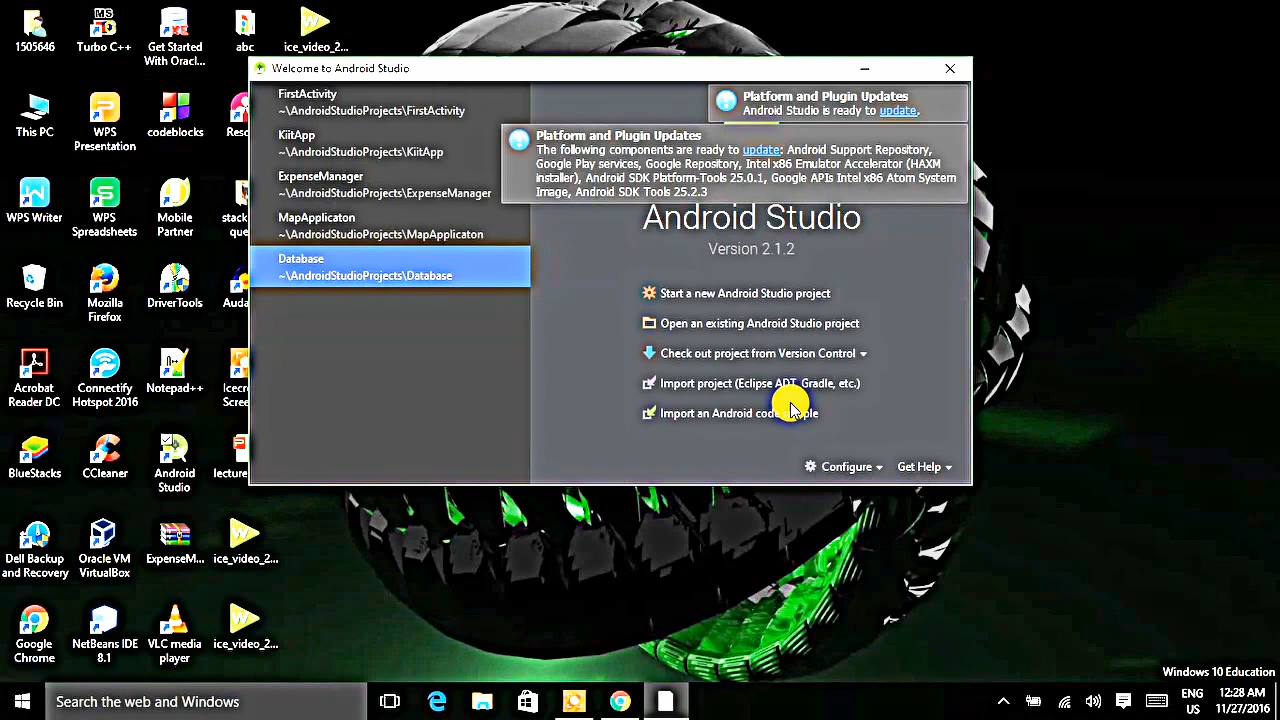 1505646
Turbo C++
Get Started
With Oracl...
abc
ice_video_2...
This PC
WPS
Presentation
codeblocks
WPS Writer
WPS
Spreadsheets
Mobile
Partner
Recycle Bin
Mozilla
Firefox
DriverTools
Acrobat
Reader DC
Connectify
Hotspot 2016
Notepad++
BlueStacks
CCleaner
Android
Studio
Dell Backup
and Recovery
Oracle VM
VirtualBox
ExpenseM...
ice_video_2...
Google
Chrome
NetBeans IDE
8.1
VLC media
player
ice_video_2...
Welcome to Android Studio
FirstActivity
~\AndroidStudioProjects\FirstActivity
KiitApp
~\AndroidStudioProjects\KiitApp
ExpenseManager
~\AndroidStudioProjects\ExpenseManager
MapApplicaton
~\AndroidStudioProjects\MapApplicaton
Database
~\AndroidStudioProjects\Database
Platform and Plugin Updates
Android Studio is ready to update.
Platform and Plugin Updates
The following components are ready to update: Android Support Repository,
Google Play services, Google Repository, Intel x86 Emulator Accelerator (HAXM
installer), Android SDK Platform-Tools 25.0.1, Google APIs Intel x86 Atom System
Image, Android SDK Tools 25.2.3
Android Studio
Version 2.1.2
Start a new Android Studio project
Open an existing Android Studio project
Check out project from Version Control
Import project (Eclipse ADT, Gradle, etc.)
Import an Android code
Configure
Get Help
Windows 10 Education
Search the web and Windows
ENG
US
12:28 AM
11/27/2016